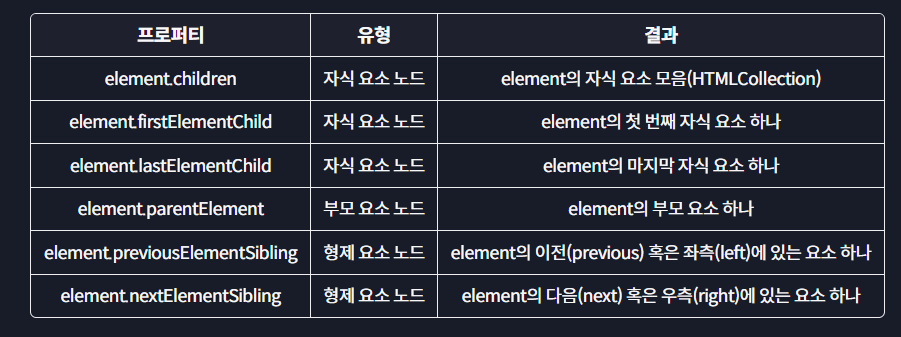 프로퍼티 유형 결과
element.children 자식 요소 노드 element의 자식 요소 모음(HTMLCollection)
element.firstElementChild 자식 요소 노드 element의 첫 번째 자식 요소 하나
element.lastElementChild 자식 요소 노드 element의 마지막 자식 요소 하나
element.parentElement 부모 요소 노드 element의 부모 요소 하나
element.previousElementSibling 형제 요소 노드 element의 이전(previous) 혹은 좌측(left)에 있는 요소 하나
element.nextElementSibling 형제 요소 노드 element의 다음(next) 혹은 우측(right)에 있는 요소 하나